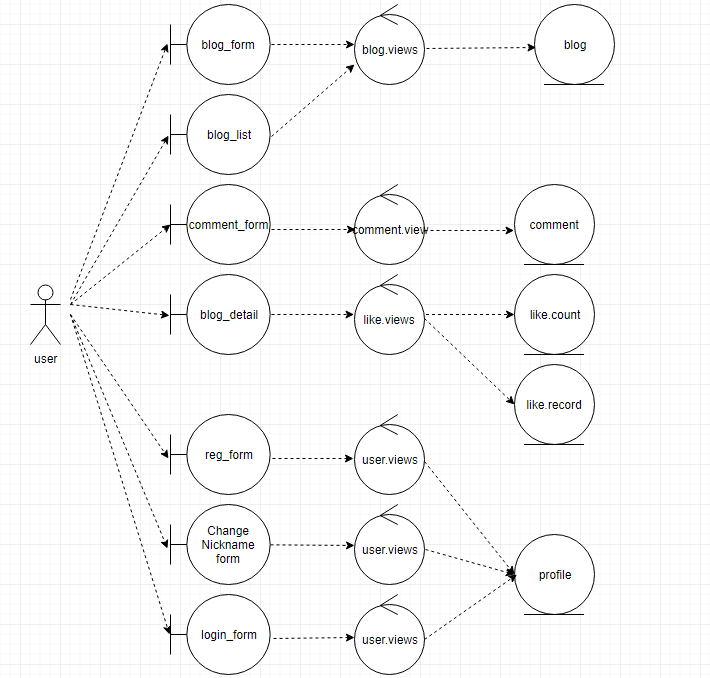 blog_form
blog.views
blog
blog_list
comment_form
comment.view
comment
blog_detail
like.views
like.count
user
like.record
reg_form
user.views
Change
Nickname
form
user.views
profile
login_form
user.views